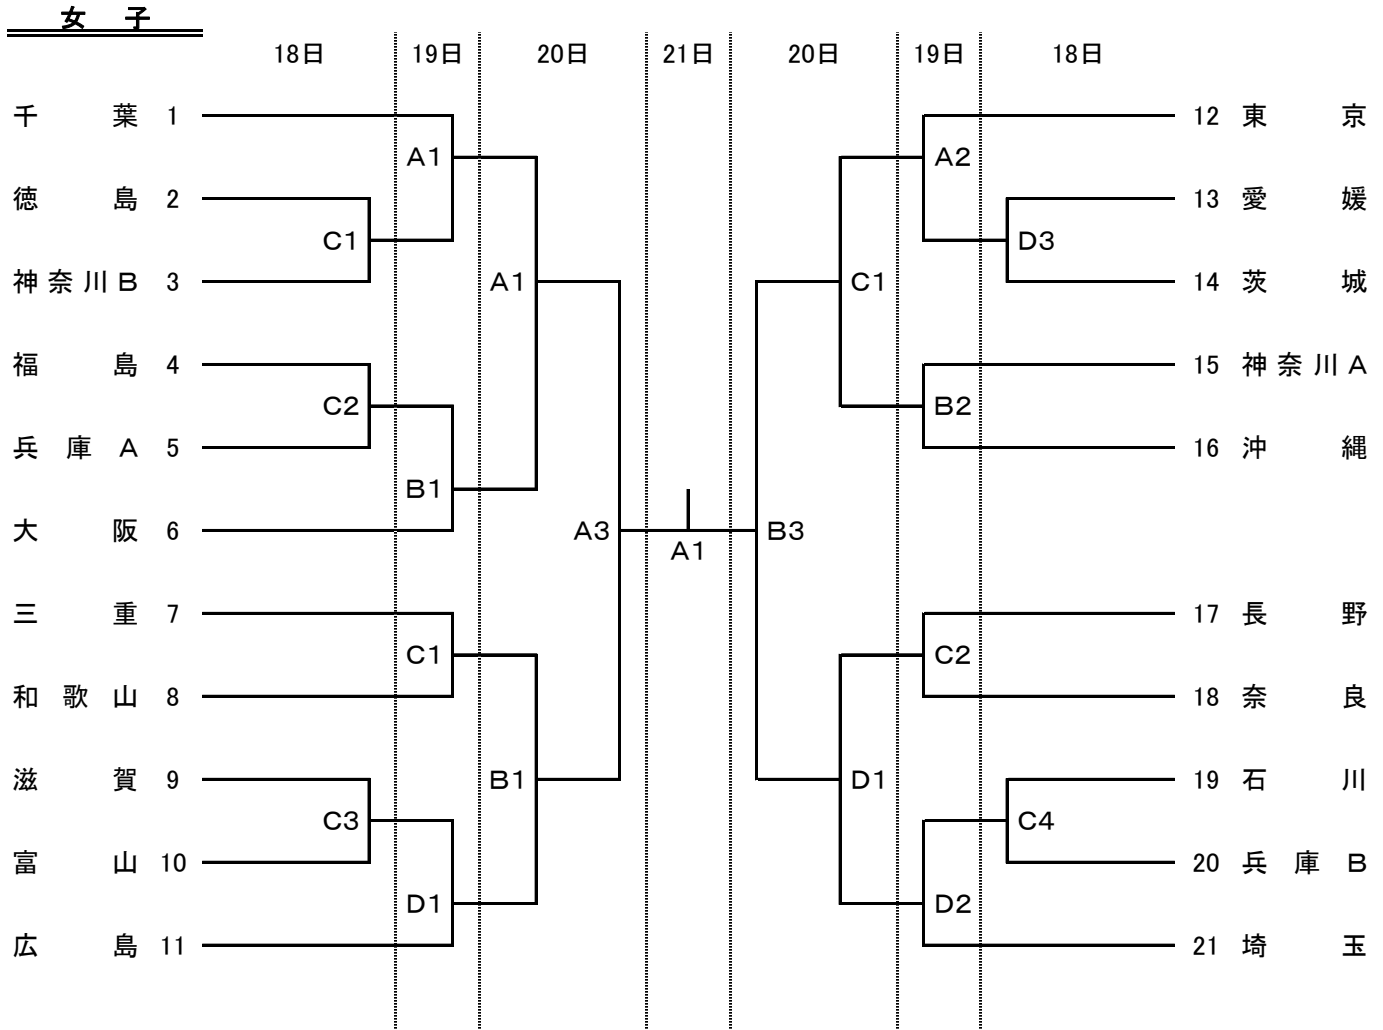 女 子
18日 19日 20日 21日 20日 19日 18日
千 葉 1 12 東 京
A1 A2
徳 島 2 13 愛 媛
C1 D3
神奈川B 3 A1 C1 14 茨 城
福 島 4 15 神奈川A
C2 B2
兵 庫 A 5 16 沖 縄
B1
大 阪 6 A3 B3
A1
三 重 7 17 長 野
C1 C2
和 歌 山 8 18 奈 良
滋 賀 9 B1 D1 19 石 川
C3 C4
富 山 10 20 兵 庫 B
D1 D2
広 島 11 21 埼 玉